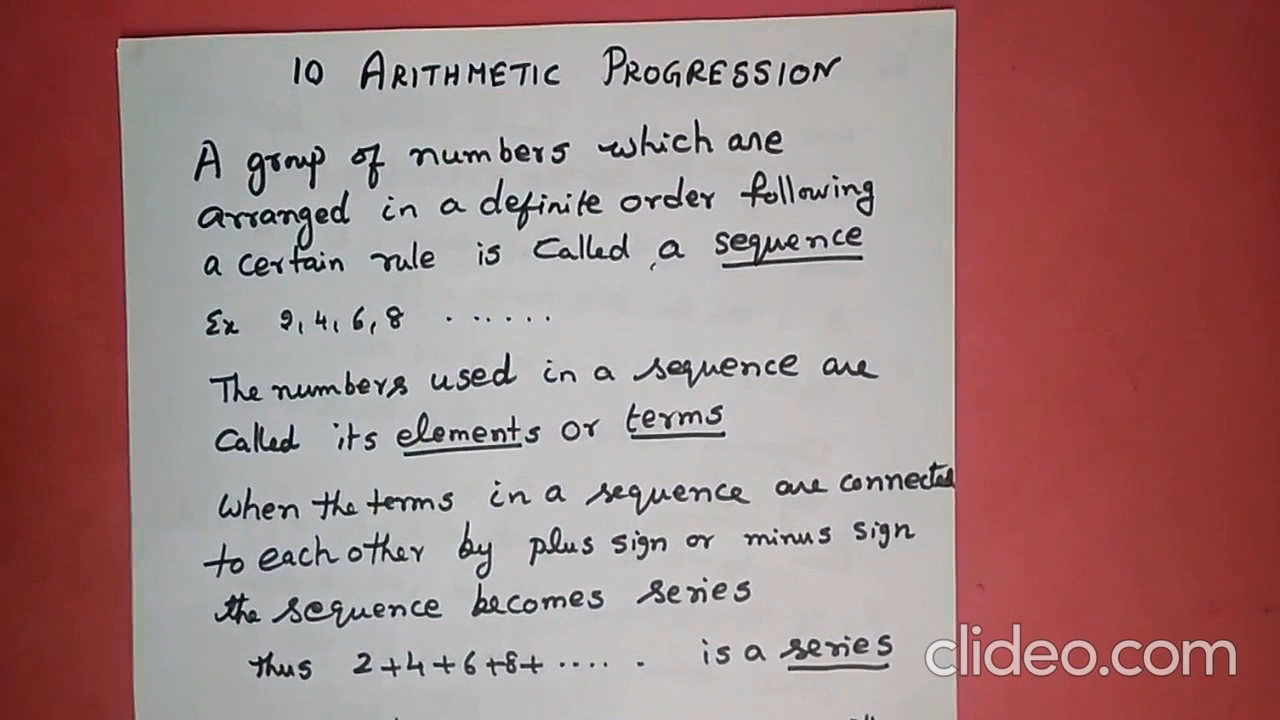 10 ARITHMETIC PROGRESSION
A group of numbers which are
arranged in a definite order following
a certain rule is called a sequence
Ex 2, 4, 6, 8 ......
The numbers used in a sequence are
called its elements or terms
When the terms in a sequence are connected
to each other by plus sign or minus sign
the sequence becomes series
Thus 2+4+6+8+ ..... is a series
clideo.com